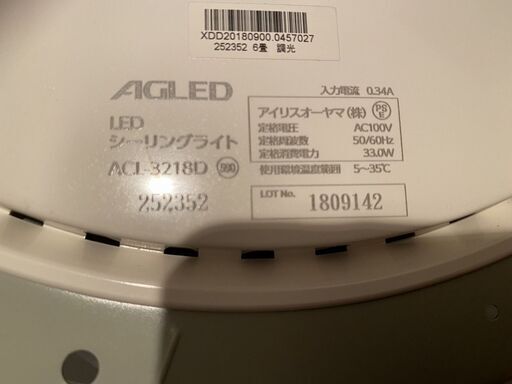 XDD20180900.0457027
252352 6畳 調光
AGLED
LED
シーリングライト
ACL-3218D
252352
入力電流 0.34A
アイリスオーヤマ(株) PS E
定格電圧 AC100V
定格周波数 50/60Hz
定格消費電力 33.0W
使用環境温度範囲 5~35℃
LOT No. 1809142